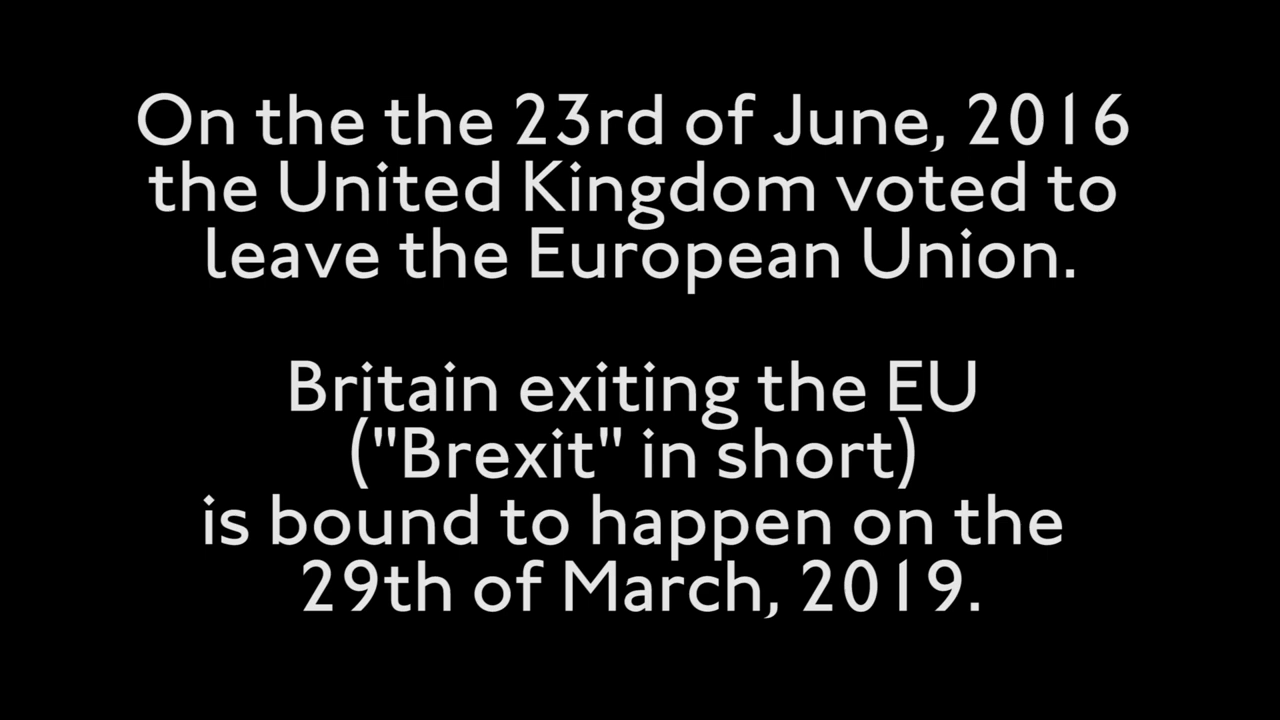 On the the 23rd of June, 2016
the United Kingdom voted to
leave the European Union.
Britain exiting the EU
("Brexit" in short)
is bound to happen on the
29th of March, 2019.